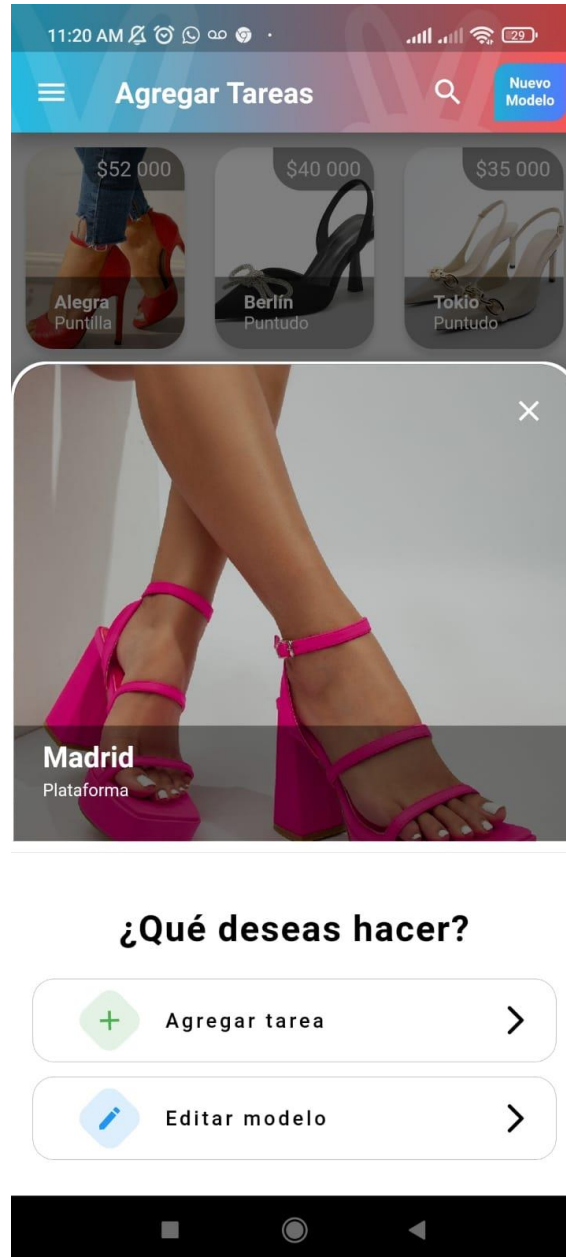 11:20 AM
29
Agregar Tareas
Nuevo
Modelo
$52 000
$40 000
$35 000
Alegra
Puntilla
Berlín
Puntudo
Tokio
Puntudo
Madrid
Plataforma
¿Qué deseas hacer?
Agregar tarea
Editar modelo